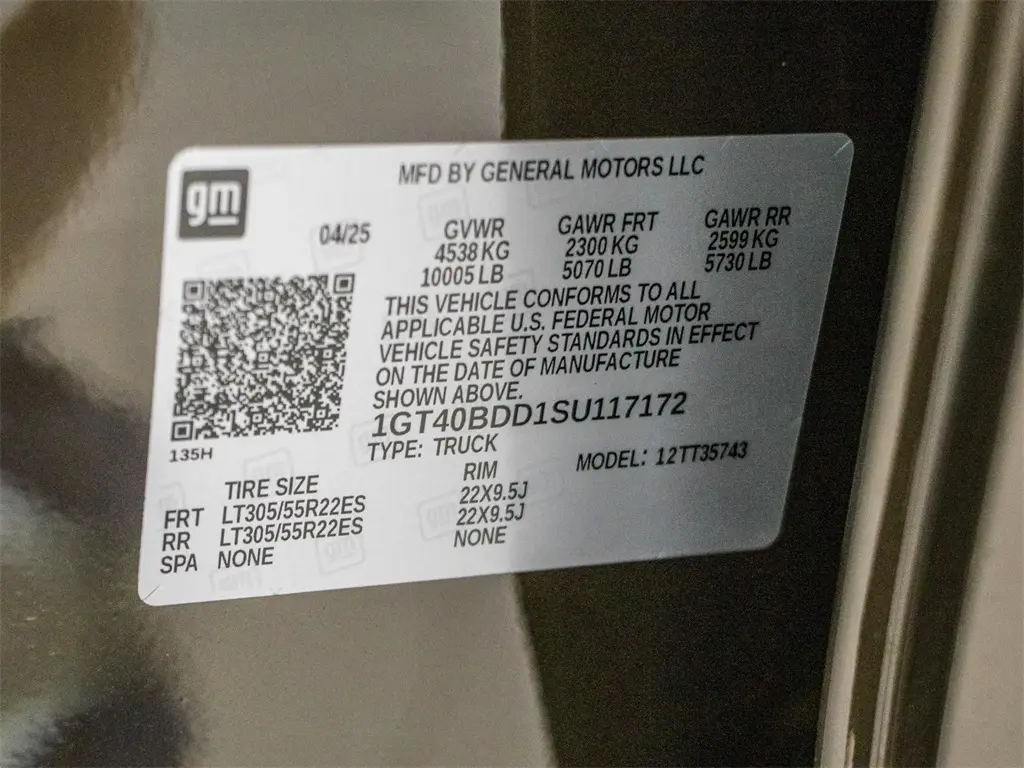 gm
MFD BY GENERAL MOTORS LLC
04/25
GVWR GAWR FRT GAWR RR
4538 KG 2300 KG 2599 KG
10005 LB 5070 LB 5730 LB
THIS VEHICLE CONFORMS TO ALL
APPLICABLE U.S. FEDERAL MOTOR
VEHICLE SAFETY STANDARDS IN EFFECT
ON THE DATE OF MANUFACTURE
SHOWN ABOVE.
1GT40BDD1SU117172
135H
TYPE: TRUCK MODEL: 12TT35743
TIRE SIZE RIM
FRT LT305/55R22ES 22X9.5J
RR LT305/55R22ES 22X9.5J
SPA NONE NONE